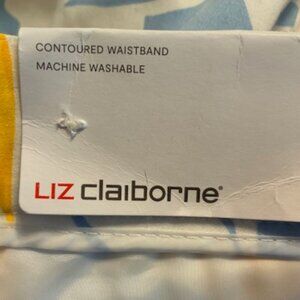 CONTOURED WAISTBAND
MACHINE WASHABLE
LIZ claiborne®